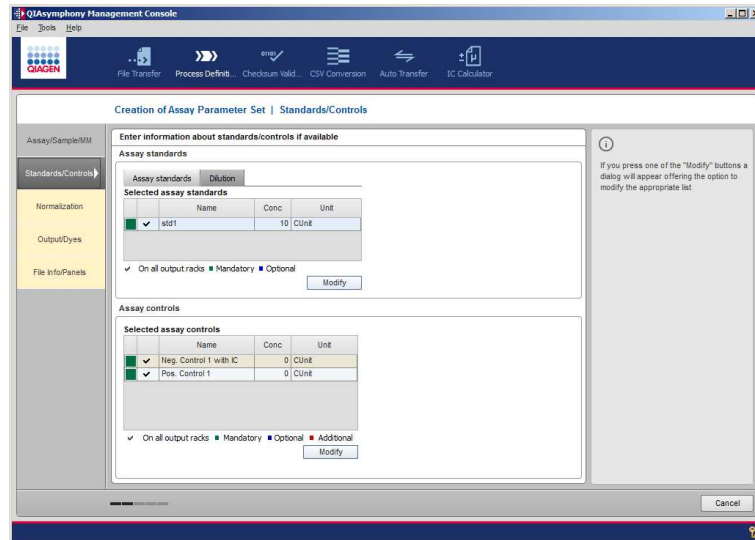 QIAsymphony Management Console
File Tools Help
QIAGEN
File Transfer Process Definiti... Checksum Valid... CSV Conversion Auto Transfer IC Calculator
Creation of Assay Parameter Set | Standards/Controls
Assay/Sample/MM
Standards/Controls
Normalization
Output/Dyes
File Info/Panels
Enter information about standards/controls if available
Assay standards
Assay standards Dilution
Selected assay standards
Name Conc Unit
std1 10 CUnit
On all output racks Mandatory Optional
Modify
Assay controls
Selected assay controls
Name Conc Unit
Neg. Control 1 with IC 0 CUnit
Pos. Control 1 0 CUnit
On all output racks Mandatory Optional Additional
Modify
If you press one of the "Modify" buttons a
dialog will appear offering the option to
modify the appropriate list
Cancel